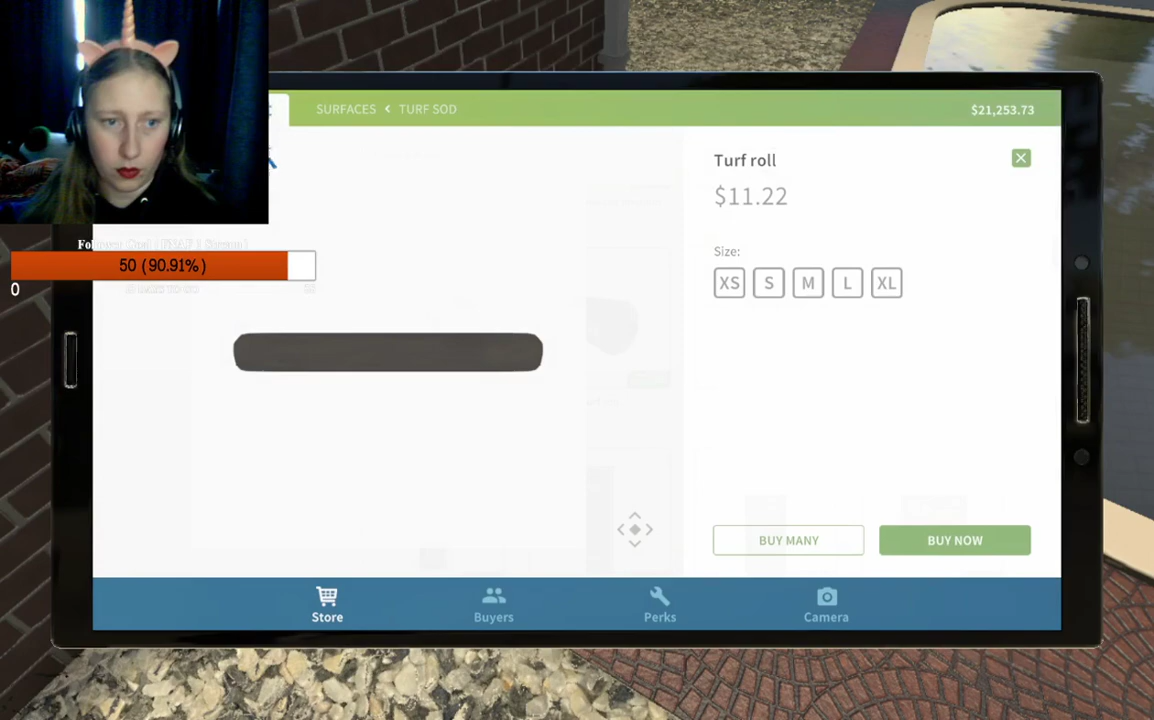 SURFACES < TURF SOD
$21,253.73
Turf roll
$11.22
Size:
XS S M L XL
50 (90.91%)
0
BUY MANY
BUY NOW
Store
Buyers
Perks
Camera